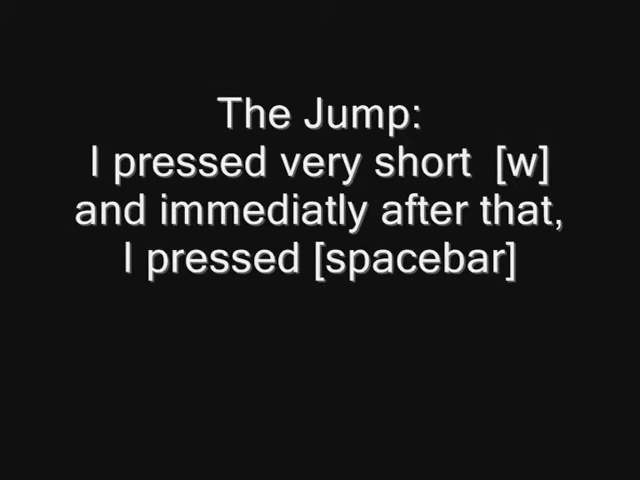 The Jump:
I pressed very short [w]
and immediatly after that,
I pressed [spacebar]